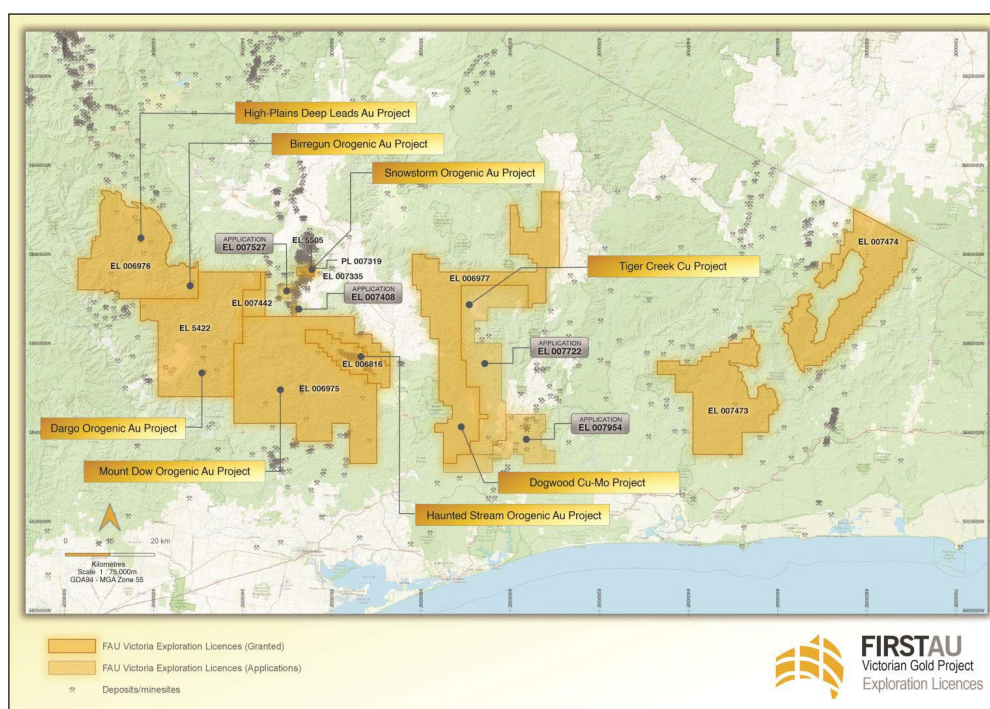 High-Plains Deep Leads Au Project
Birregun Orogenic Au Project
Snowstorm Orogenic Au Project
APPLICATION
EL 007527
EL 5505
PL 007319
EL 007335
APPLICATION
EL 007408
EL 006976
EL 007442
EL 5422
EL 006977
Tiger Creek Cu Project
EL 007474
APPLICATION
EL 007722
EL 006816
EL 006975
EL 007473
APPLICATION
EL 007954
Dargo Orogenic Au Project
Mount Dow Orogenic Au Project
Dogwood Cu-Mo Project
Haunted Stream Orogenic Au Project
0 10 20 km
Kilometres
Scale 1 : 75,000m
GDA94 - MGA Zone 55
FAU Victoria Exploration Licences (Granted)
FAU Victoria Exploration Licences (Applications)
Deposits/minesites
FIRSTAU
Victorian Gold Project
Exploration Licences